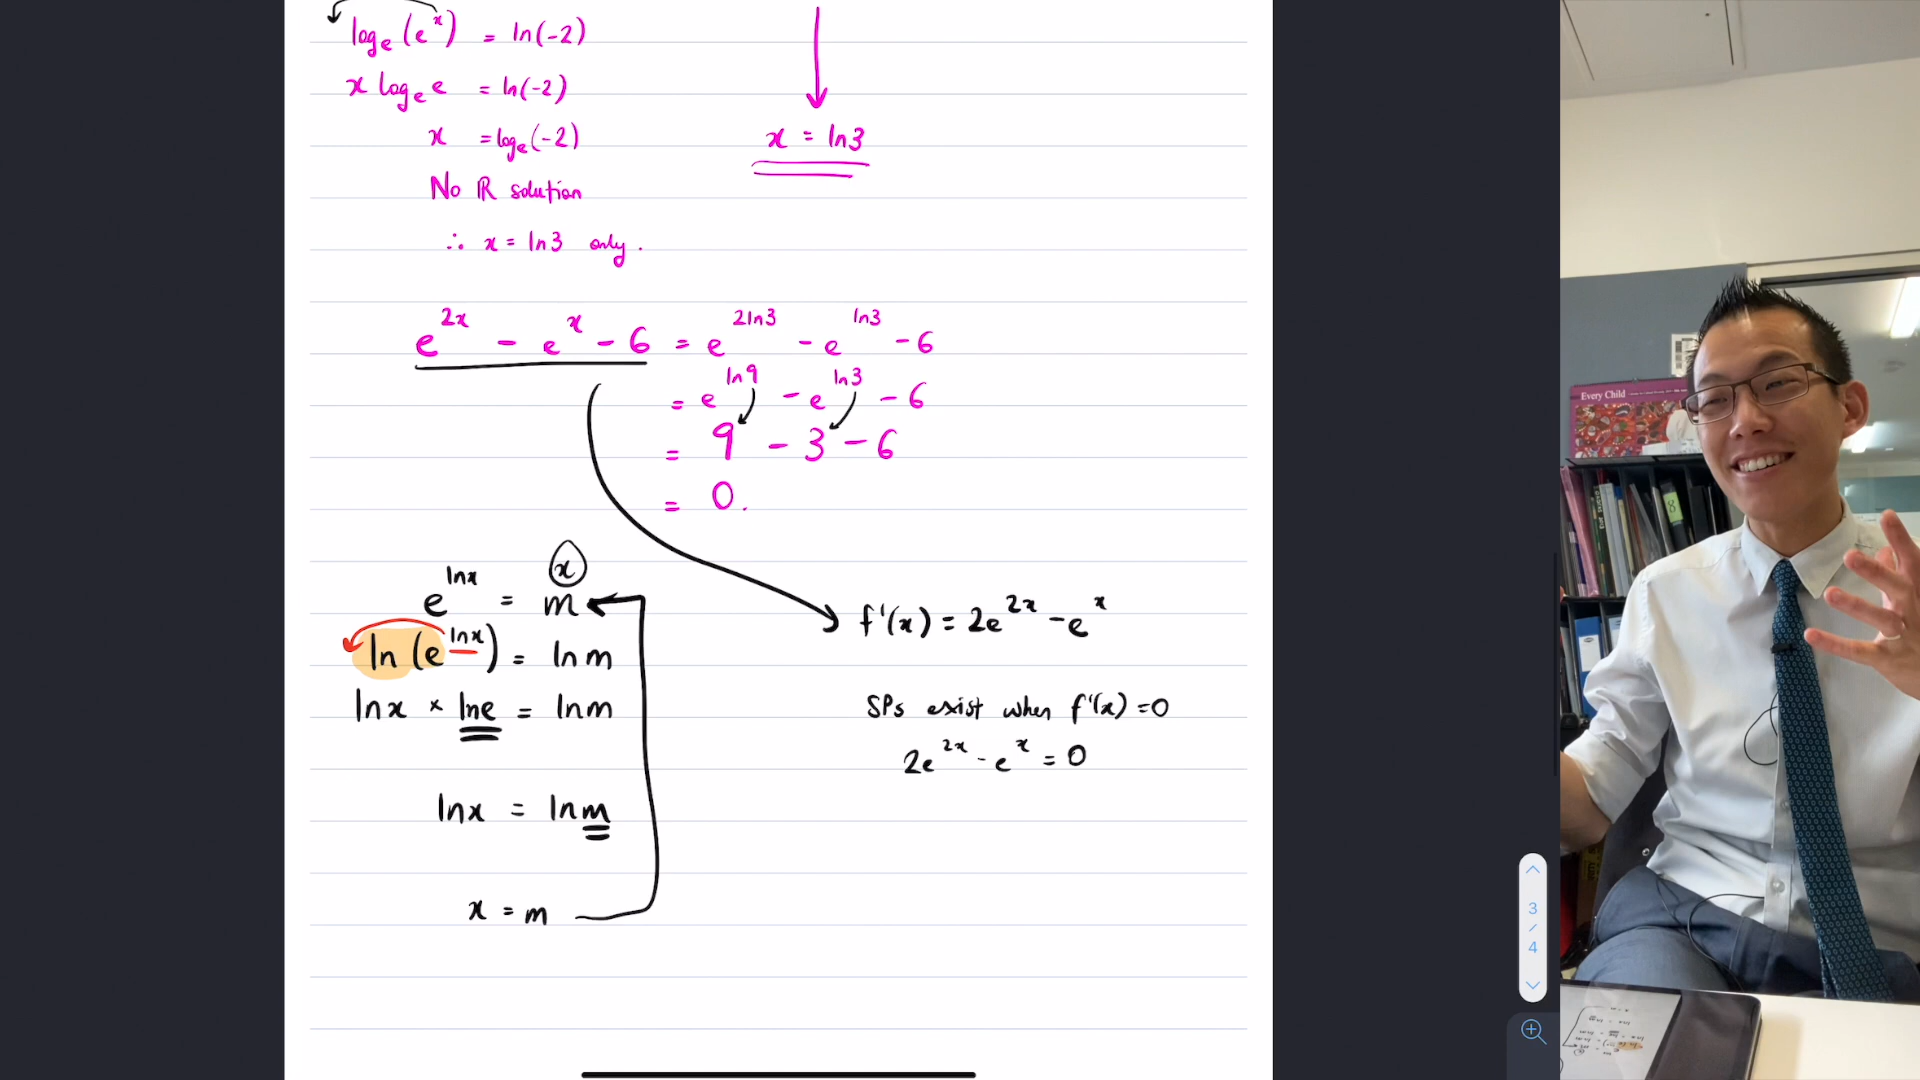 logₑ(eˣ) = ln(-2)
x logₑ e = ln(-2)
x = logₑ(-2)
No ℝ solution
∴ x = ln3 only.
x = ln3
e^{2x} - e^{x} - 6 = e^{2ln3} - e^{ln3} - 6
= e^{ln9} - e^{ln3} - 6
= 9 - 3 - 6
= 0.
x
e^{lnx} = m
ln(e^{lnx}) = lnm
lnx × lne = lnm
lnx = lnm
x = m
f'(x) = 2e^{2x} - e^{x}
SPs exist when f'(x) = 0
2e^{2x} - e^{x} = 0
Every Child
3
/
4